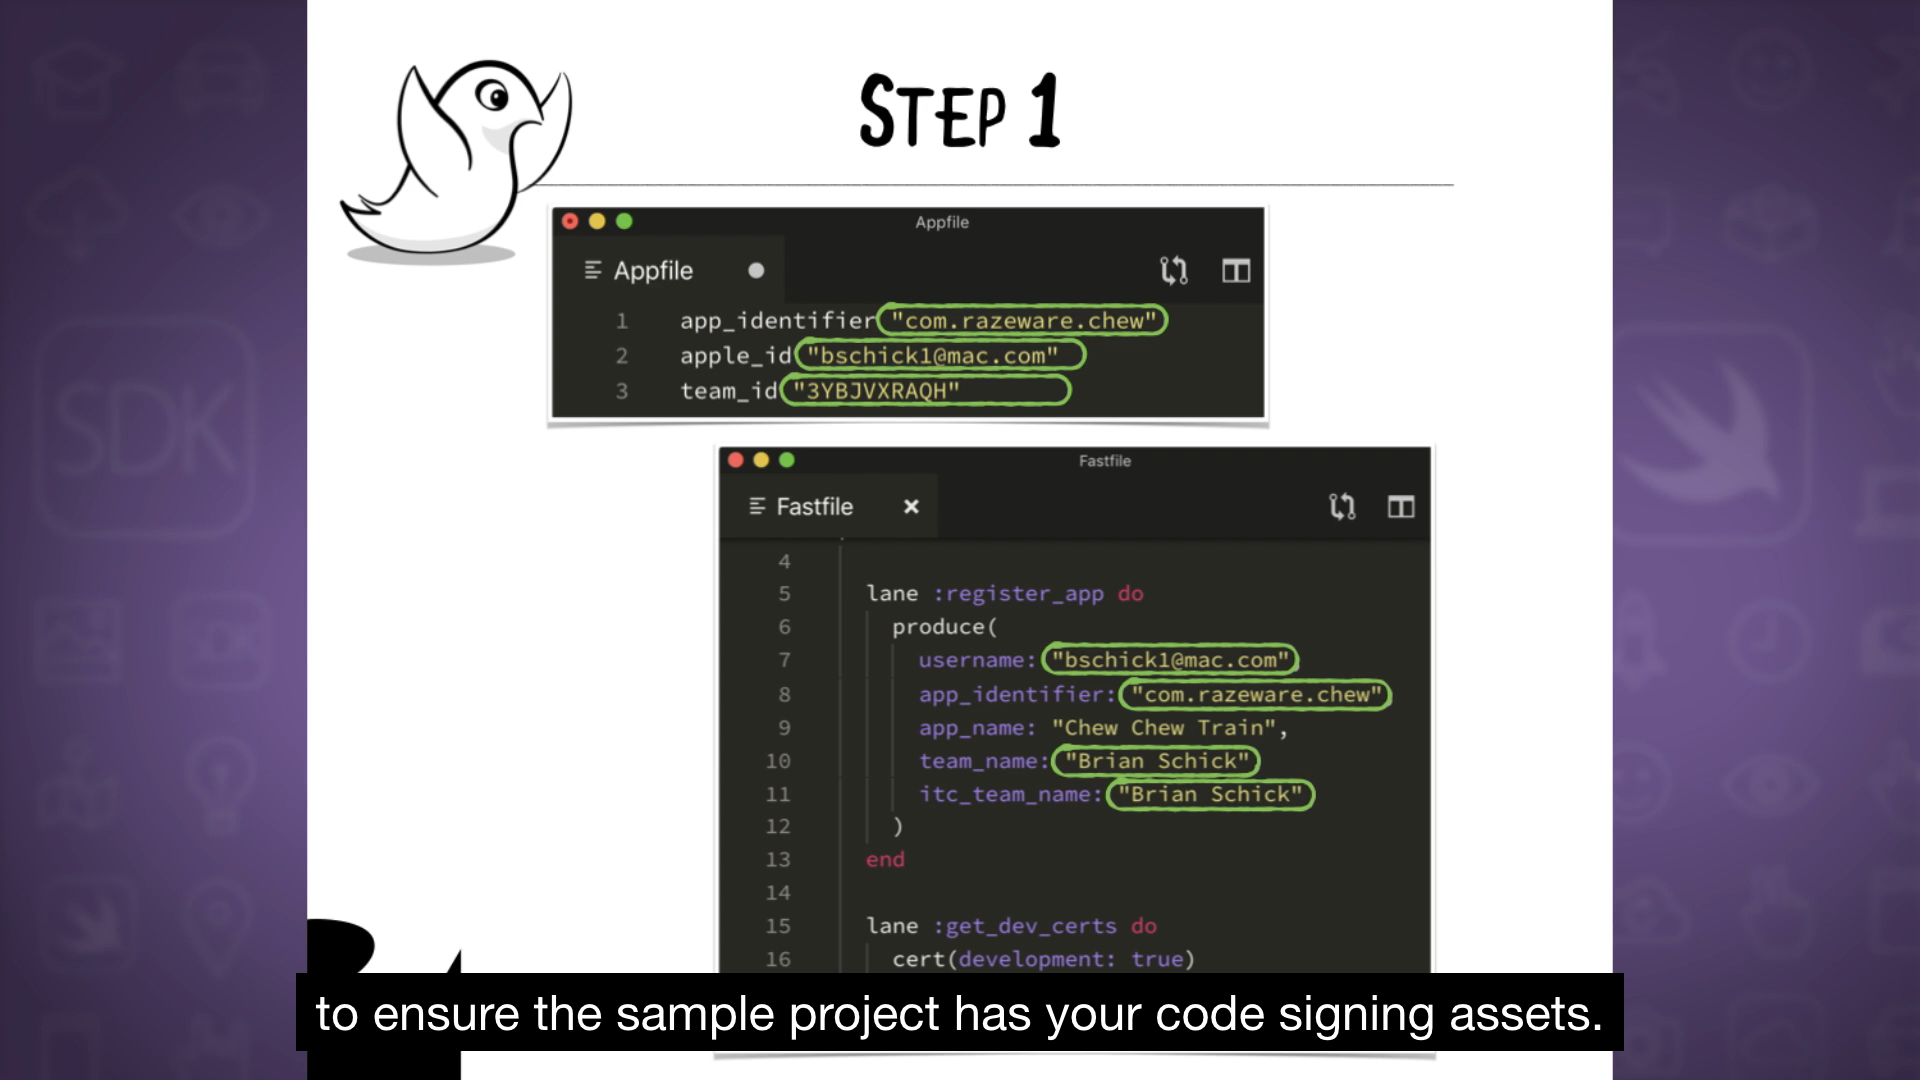 STEP 1
Appfile
Appfile
1 app_identifier "com.razeware.chew"
2 apple_id "bschick1@mac.com"
3 team_id "3YBJVXRAQH"
Fastfile
Fastfile
4
5 lane :register_app do
6 produce(
7 username: "bschick1@mac.com"
8 app_identifier: "com.razeware.chew"
9 app_name: "Chew Chew Train",
10 team_name: "Brian Schick"
11 itc_team_name: "Brian Schick"
12 )
13 end
14
15 lane :get_dev_certs do
16 cert(development: true)
to ensure the sample project has your code signing assets.
SDK